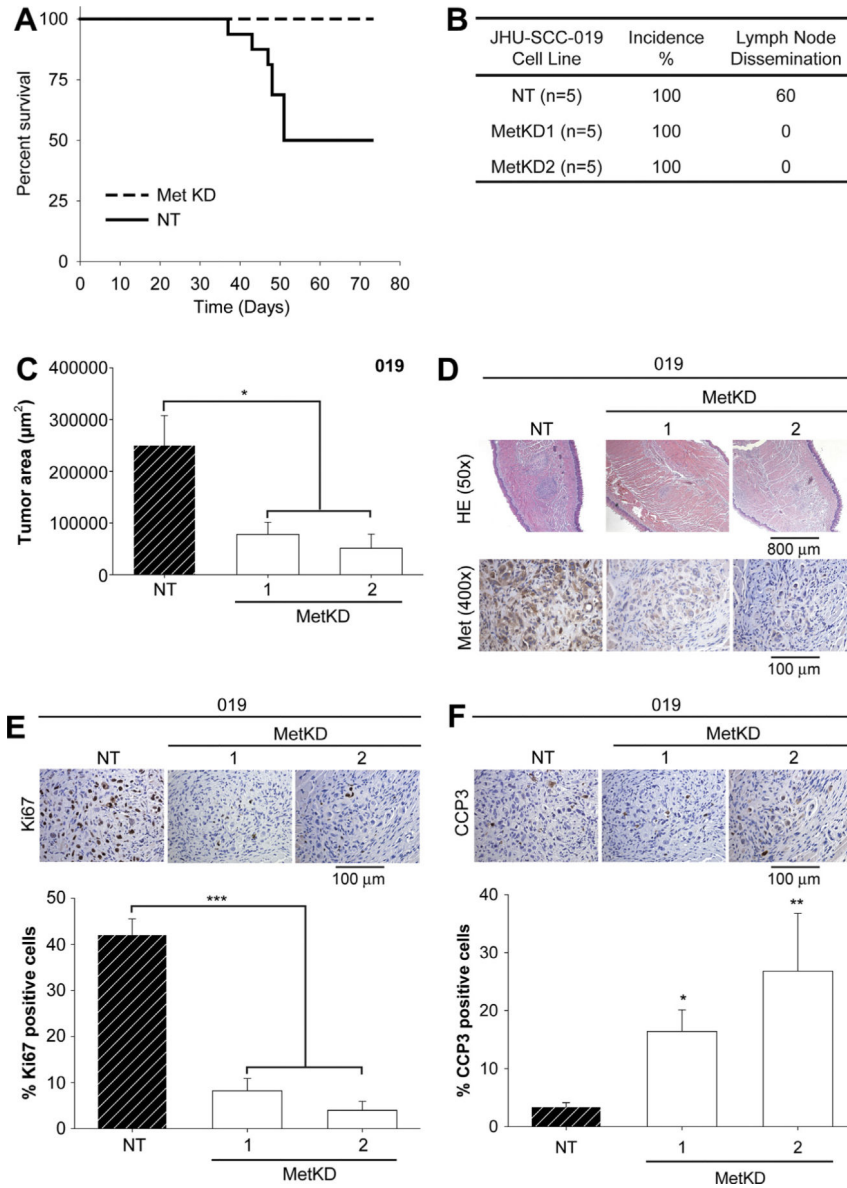 A
100
75
50
25
0
Percent survival
Met KD
NT
0 10 20 30 40 50 60 70 80
Time (Days)
B
JHU-SCC-019 Cell Line Incidence % Lymph Node Dissemination
NT (n=5) 100 60
MetKD1 (n=5) 100 0
MetKD2 (n=5) 100 0
C
019
400000
300000
200000
100000
0
Tumor area (µm²)
*
NT 1 2
MetKD
D
019
MetKD
NT 1 2
HE (50x)
800 µm
Met (400x)
100 µm
E
019
MetKD
NT 1 2
Ki67
100 µm
50
40
30
20
10
0
% Ki67 positive cells
***
NT 1 2
MetKD
F
019
MetKD
NT 1 2
CCP3
100 µm
40
30
20
10
0
% CCP3 positive cells
*
**
NT 1 2
MetKD